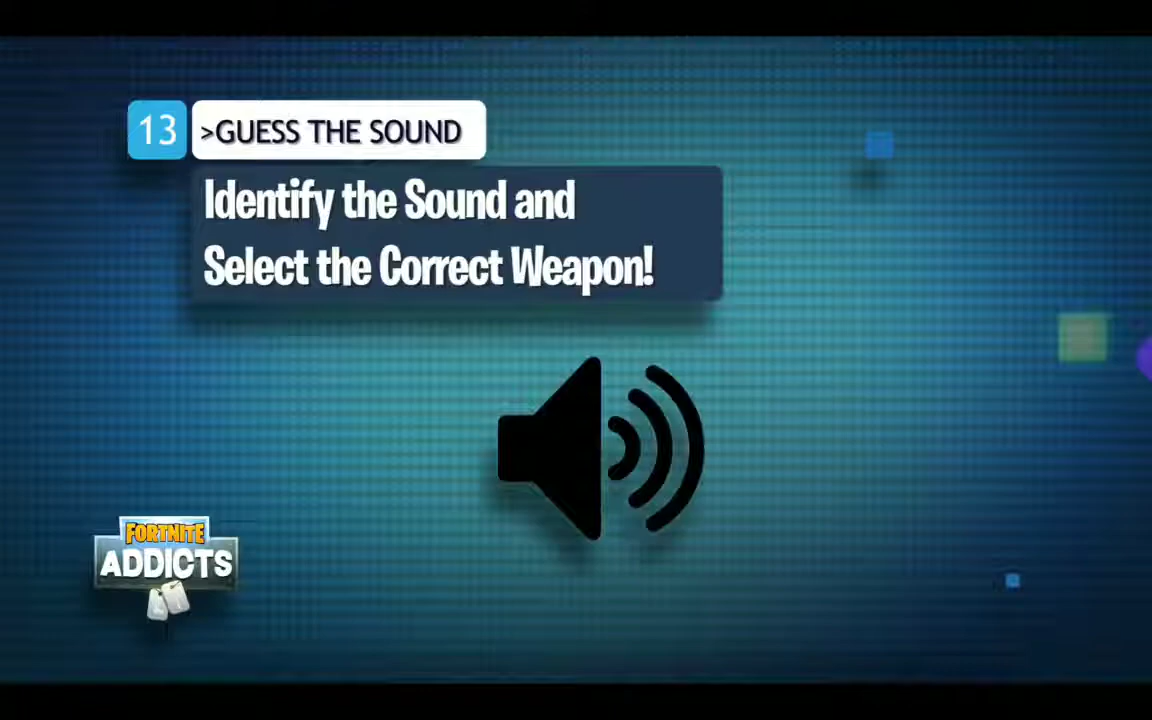 13
>GUESS THE SOUND
Identify the Sound and
Select the Correct Weapon!
FORTNITE
ADDICTS